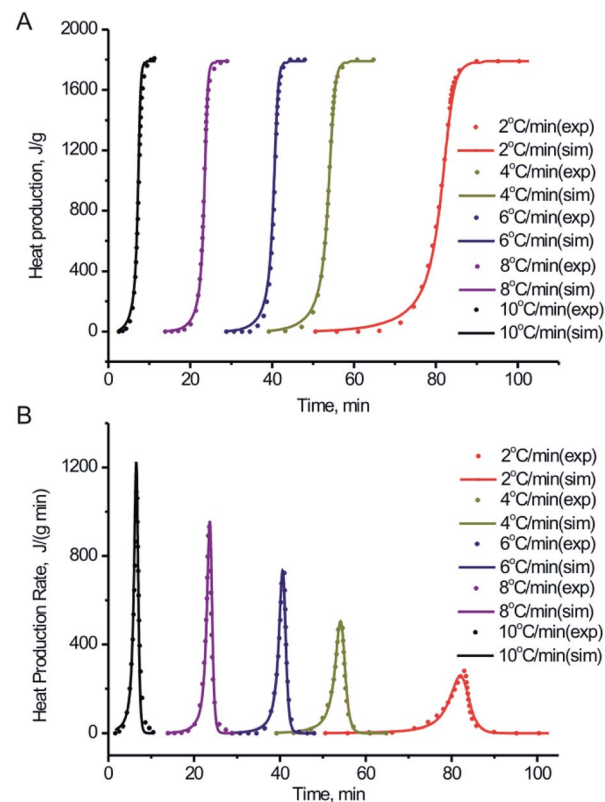 A
2000
1600
1200
800
400
0
Heat production, J/g
2°C/min(exp)
2°C/min(sim)
4°C/min(exp)
4°C/min(sim)
6°C/min(exp)
6°C/min(sim)
8°C/min(exp)
8°C/min(sim)
10°C/min(exp)
10°C/min(sim)
0 20 40 60 80 100
Time, min
B
1200
800
400
0
Heat Production Rate, J/(g min)
2°C/min(exp)
2°C/min(sim)
4°C/min(exp)
4°C/min(sim)
6°C/min(exp)
6°C/min(sim)
8°C/min(exp)
8°C/min(sim)
10°C/min(exp)
10°C/min(sim)
0 20 40 60 80 100
Time, min